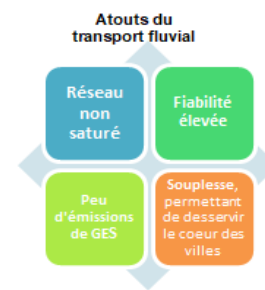 Atouts du
transport fluvial
Réseau
non
saturé
Fiabilité
élevée
Peu
d'émissions
de GES
Souplesse,
permettant
de desservir
le coeur des
villes